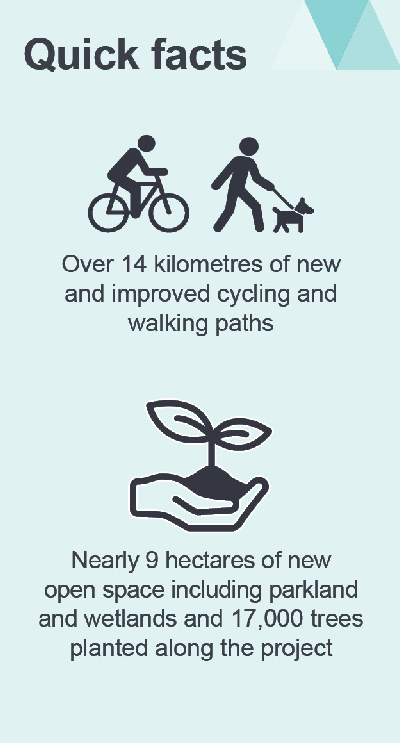 Quick facts
Over 14 kilometres of new
and improved cycling and
walking paths
Nearly 9 hectares of new
open space including parkland
and wetlands and 17,000 trees
planted along the project